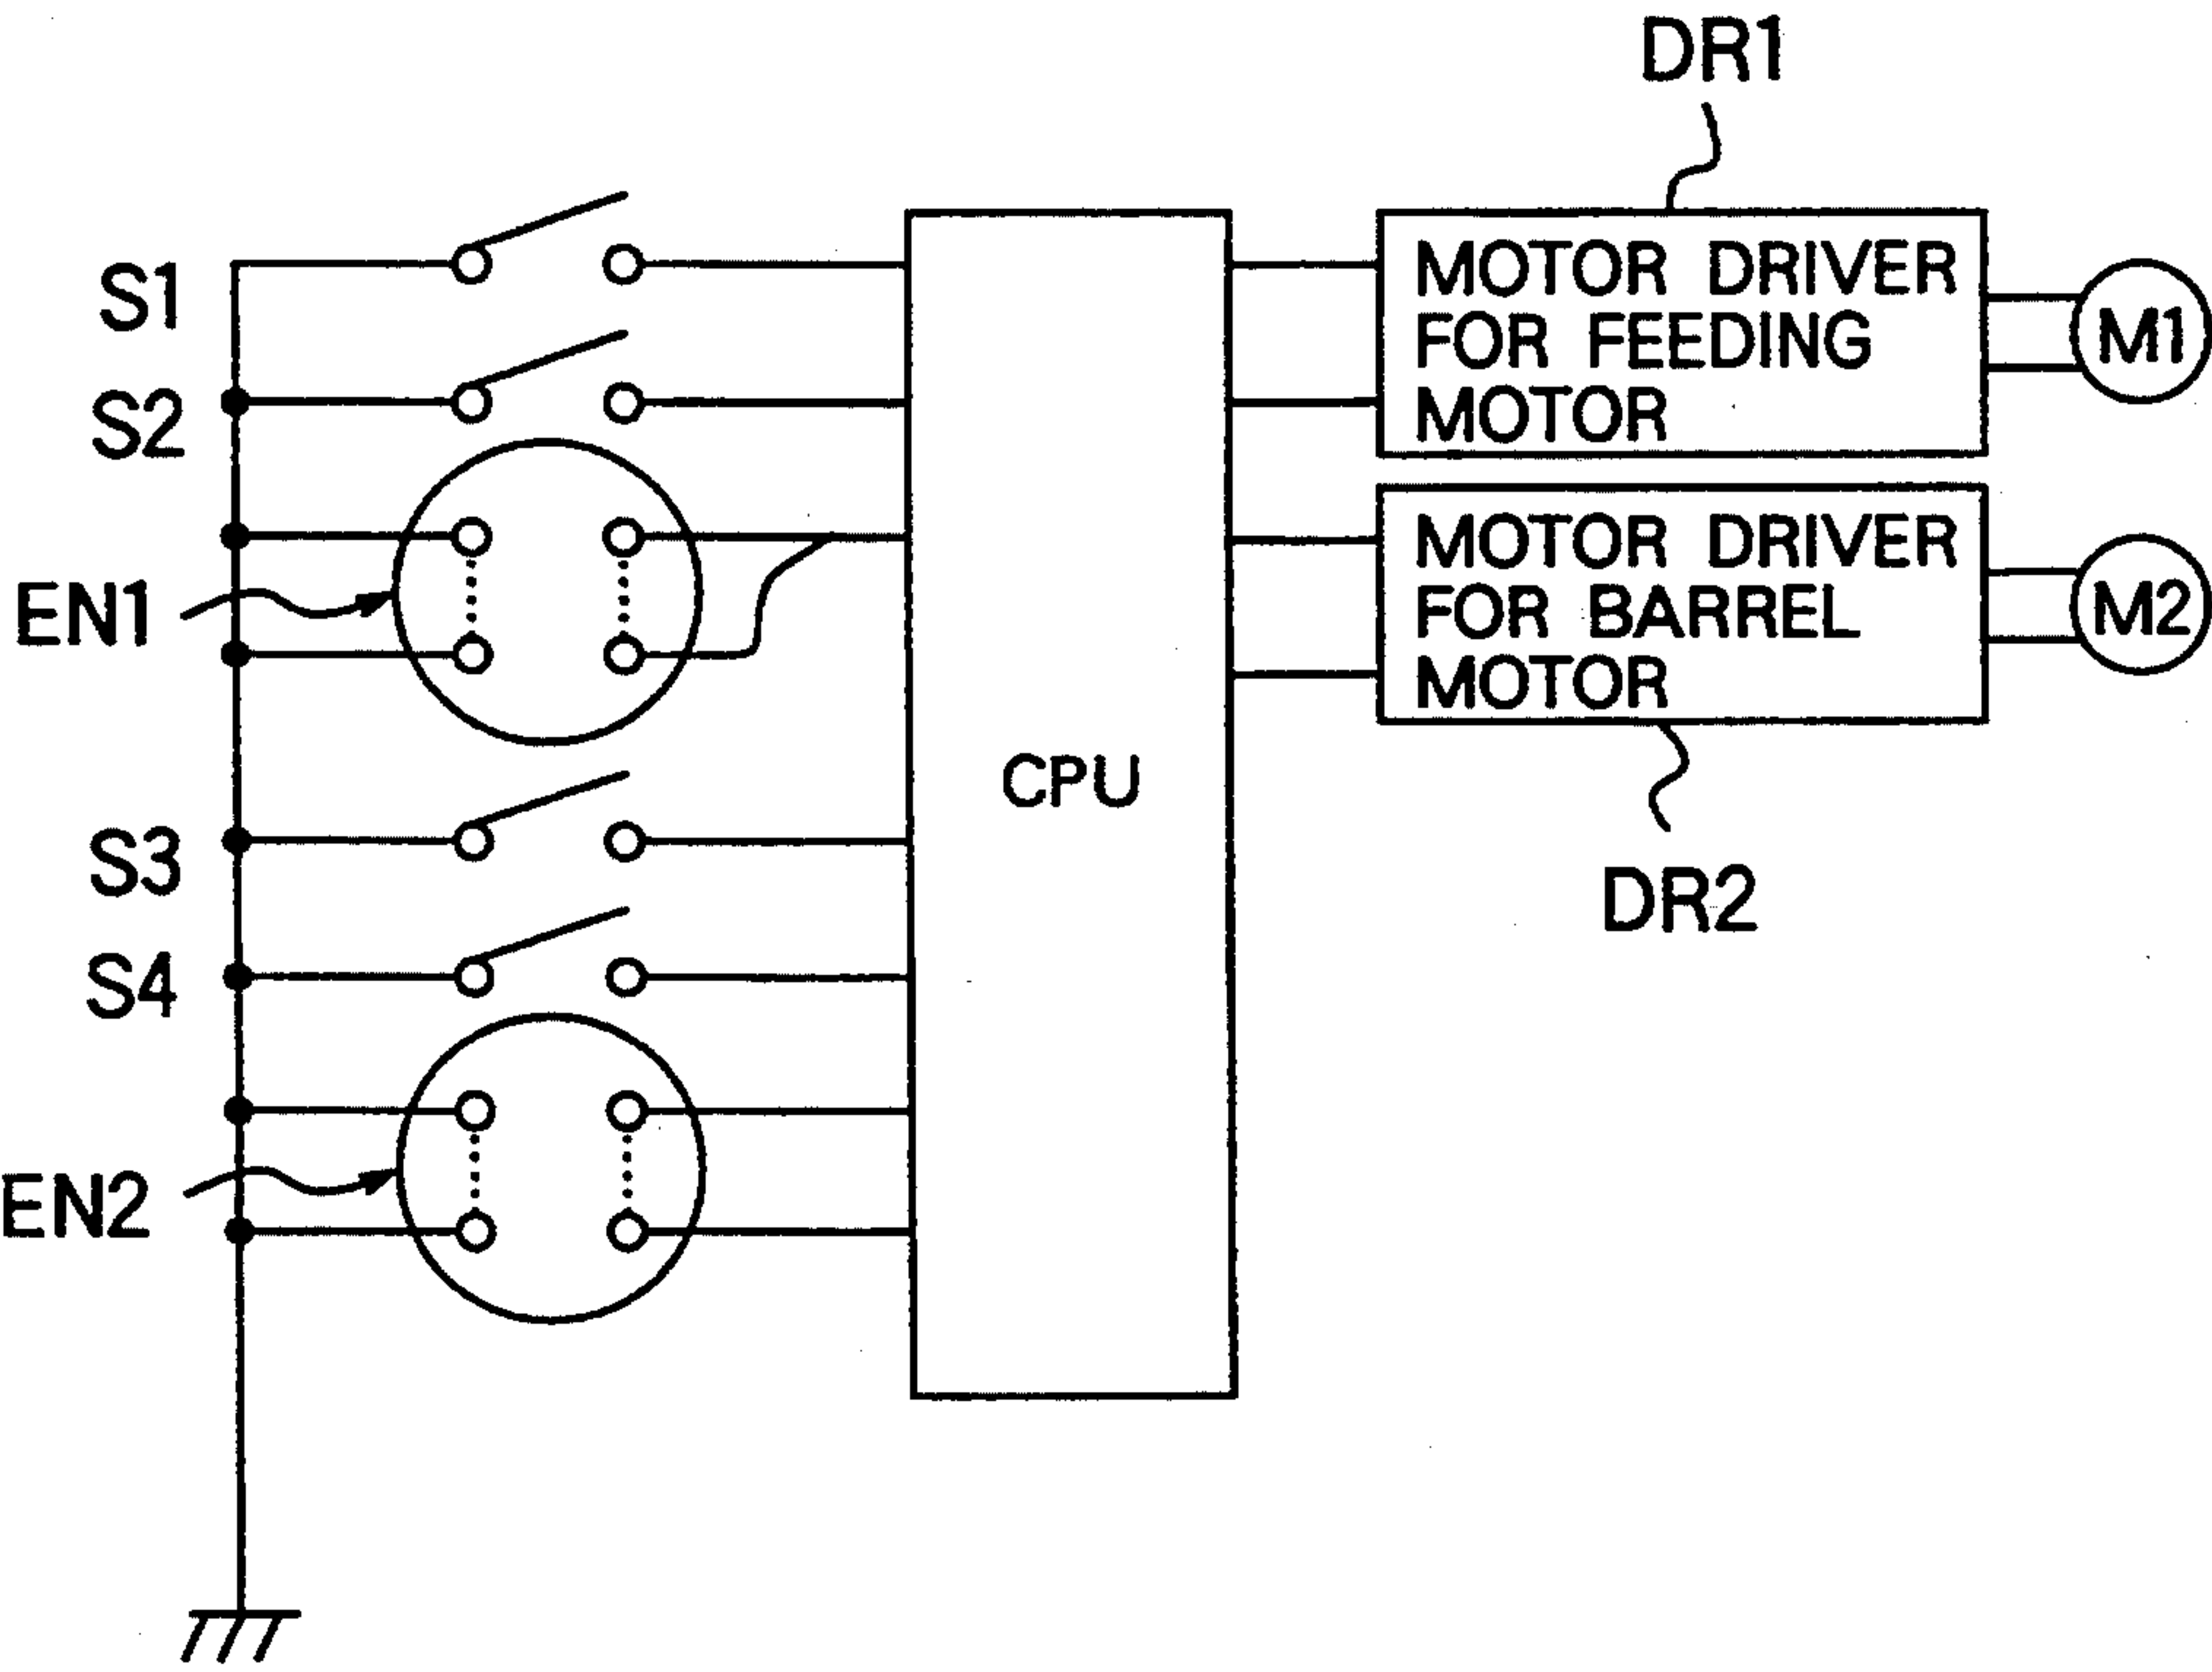 DR1
S1
MOTOR DRIVER
FOR FEEDING
MOTOR
M1
S2
EN1
MOTOR DRIVER
FOR BARREL
MOTOR
M2
CPU
S3
DR2
S4
EN2